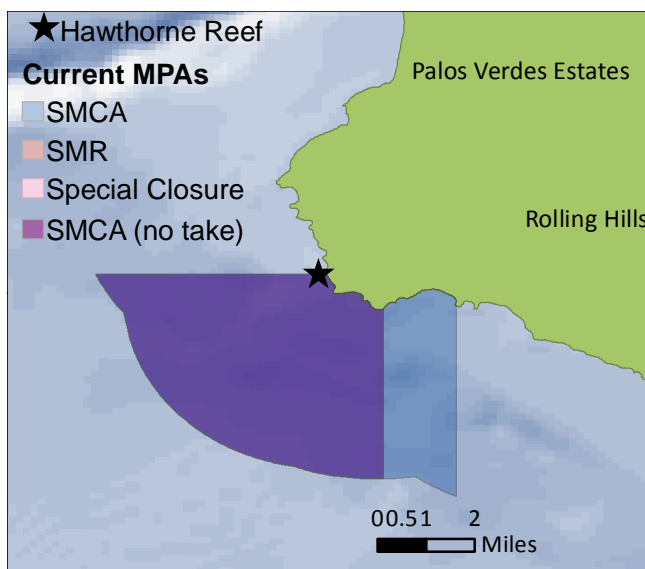 Hawthorne Reef
Current MPAs
SMCA
SMR
Special Closure
SMCA (no take)
Palos Verdes Estates
Rolling Hills
00.51 2
Miles